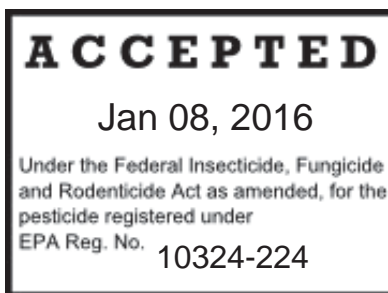 ACCEPTED
Jan 08, 2016
Under the Federal Insecticide, Fungicide
and Rodenticide Act as amended, for the
pesticide registered under
EPA Reg. No. 10324-224